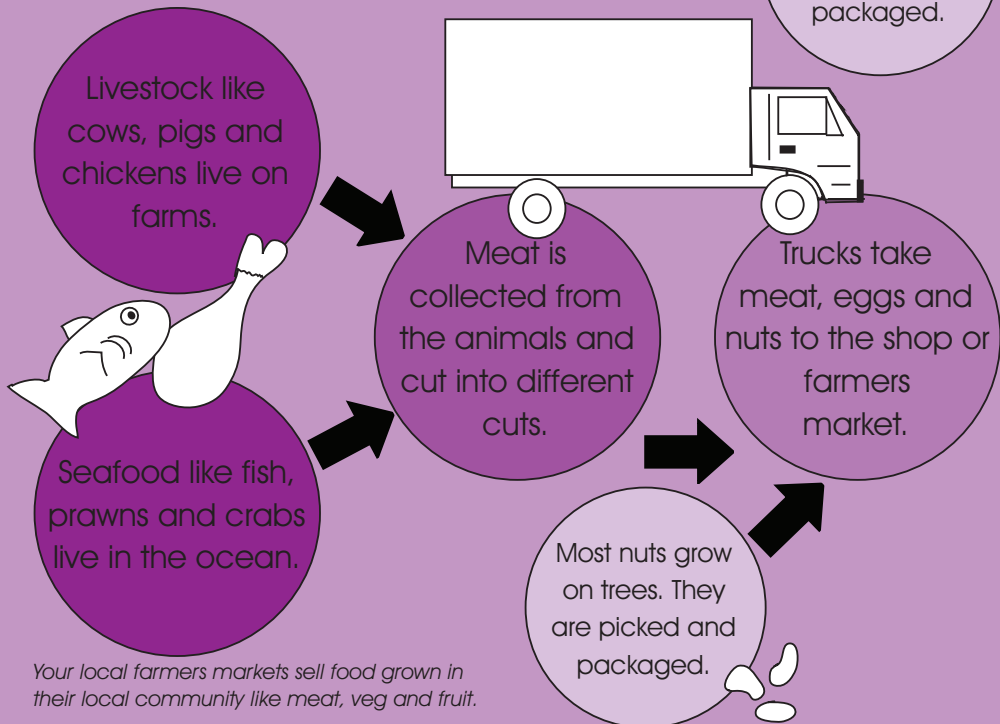 packaged.
Livestock like
cows, pigs and
chickens live on
farms.
Meat is
collected from
the animals and
cut into different
cuts.
Trucks take
meat, eggs and
nuts to the shop or
farmers
market.
Seafood like fish,
prawns and crabs
live in the ocean.
Most nuts grow
on trees. They
are picked and
packaged.
Your local farmers markets sell food grown in
their local community like meat, veg and fruit.